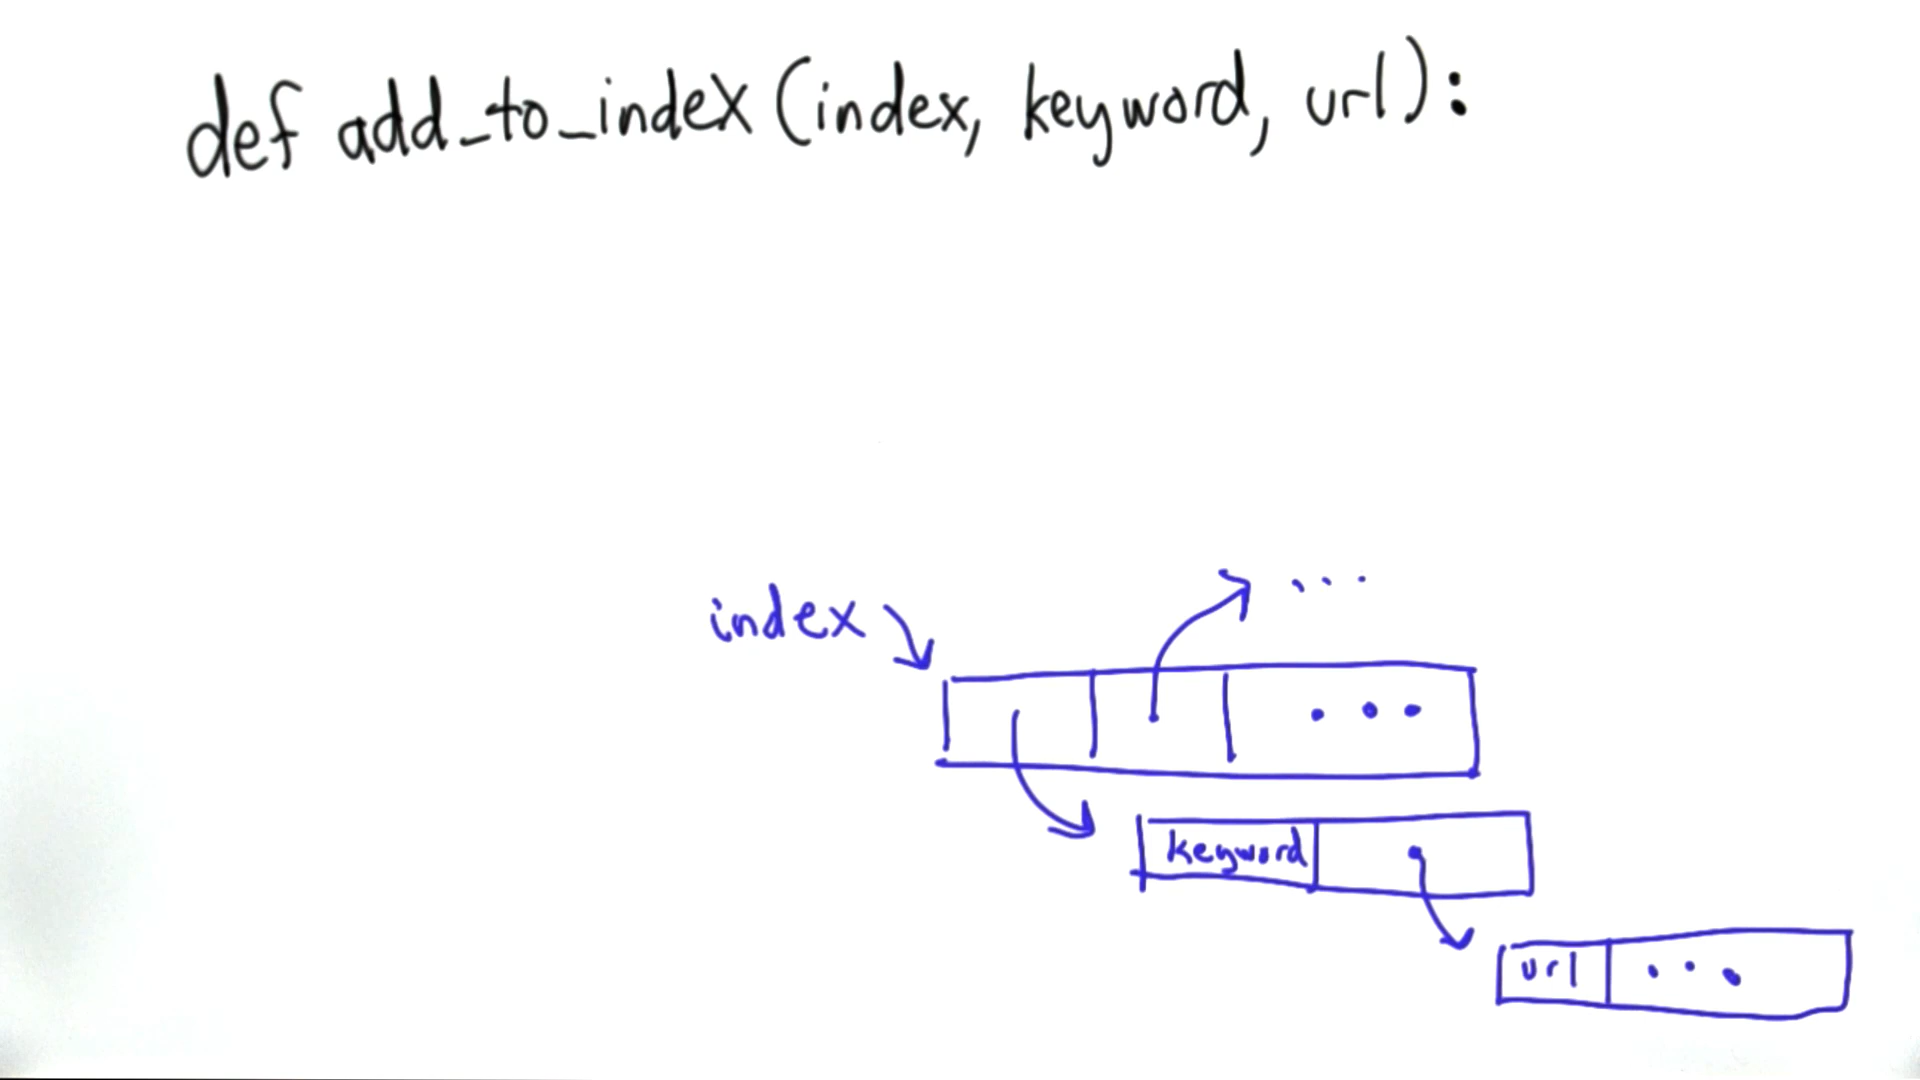 def add_to_index (index, keyword, url):
index
...
...
keyword
url ...